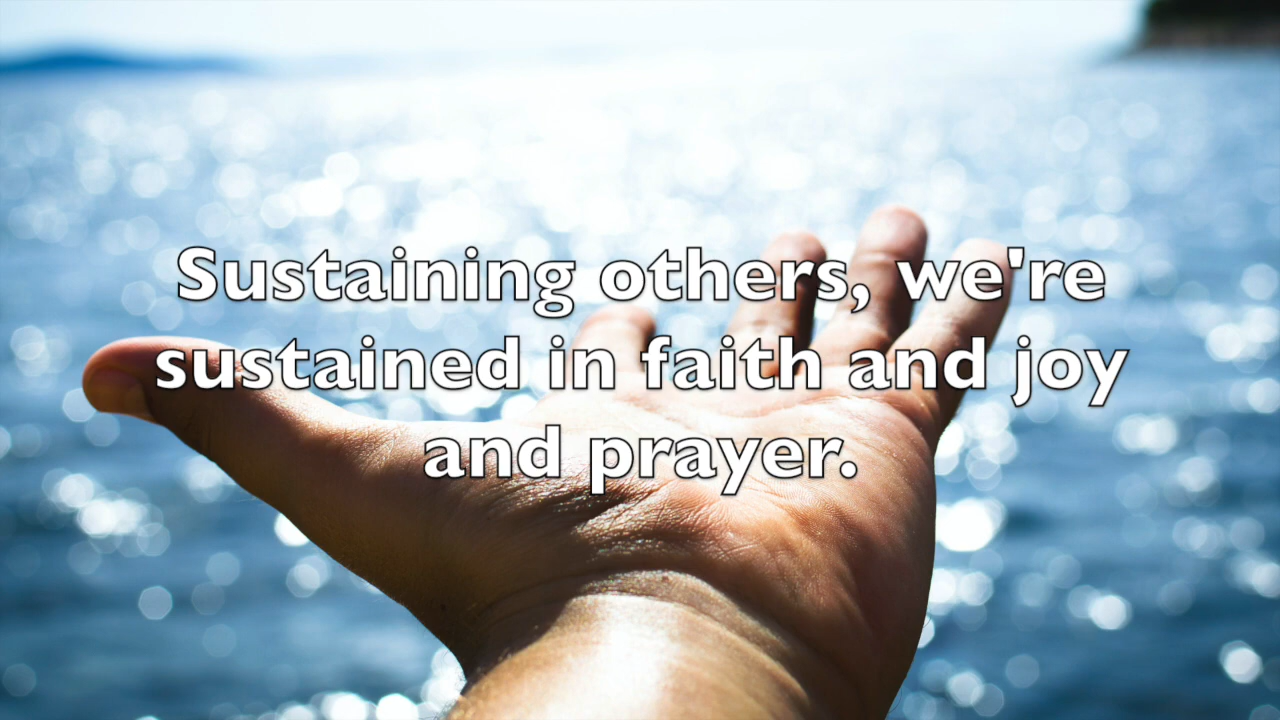 Sustaining others, we're
sustained in faith and joy
and prayer.